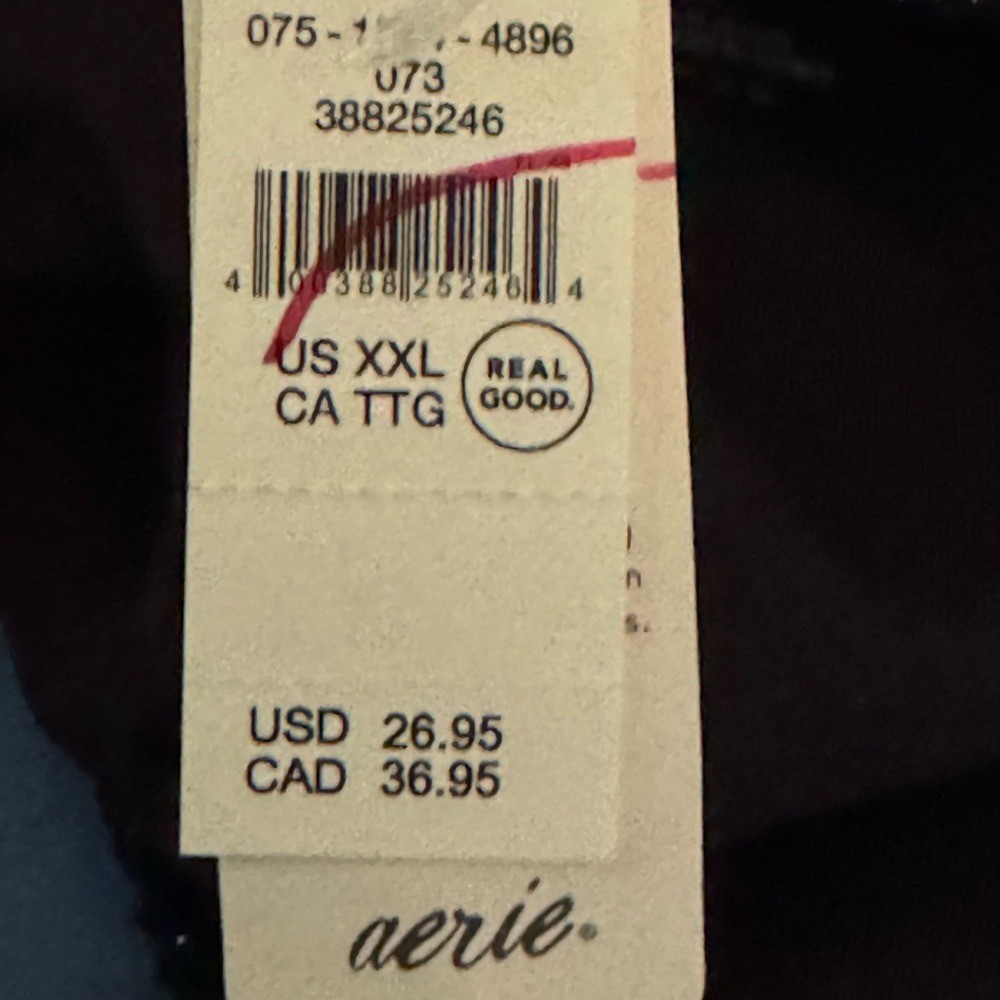 075- -4896
073
38825246
4 00388 25246 4
US XXL
CA TTG
REAL
GOOD.
n
s.
USD 26.95
CAD 36.95
aerie®